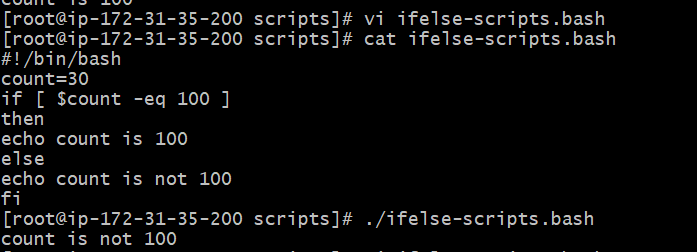 count is 100
[root@ip-172-31-35-200 scripts]# vi ifelse-scripts.bash
[root@ip-172-31-35-200 scripts]# cat ifelse-scripts.bash
#!/bin/bash
count=30
if [ $count -eq 100 ]
then
echo count is 100
else
echo count is not 100
fi
[root@ip-172-31-35-200 scripts]# ./ifelse-scripts.bash
count is not 100